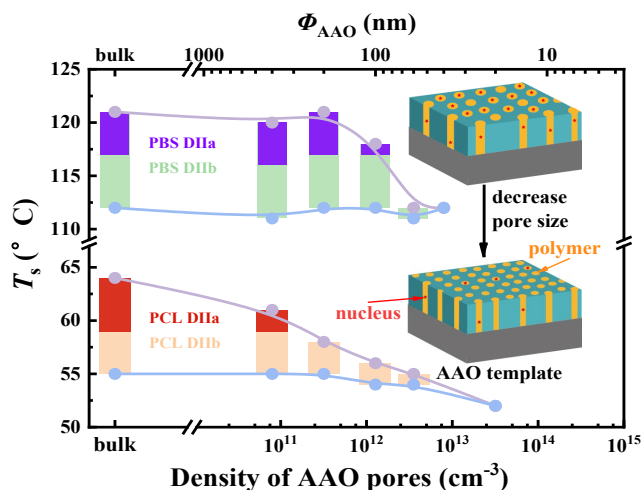 Φ_AAO (nm)
bulk 1000 100 10
125
120
115
110
65
60
55
50
T_s (° C)
PBS DIIa
PBS DIIb
PCL DIIa
PCL DIIb
decrease
pore size
polymer
nucleus
AAO template
bulk 10^11 10^12 10^13 10^14 10^15
Density of AAO pores (cm^-3)